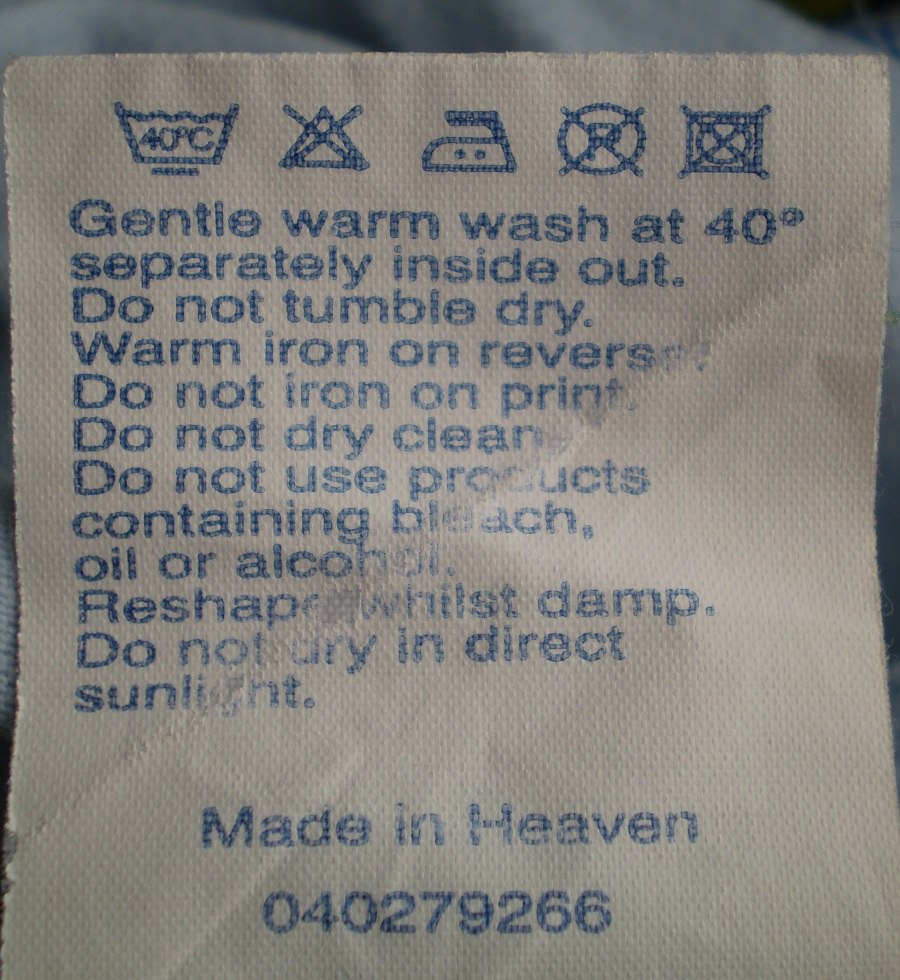 40°C
R
Gentle warm wash at 40°
separately inside out.
Do not tumble dry.
Warm iron on reverse.
Do not iron on print.
Do not dry clean.
Do not use products
containing bleach,
oil or alcohol.
Reshape whilst damp.
Do not dry in direct
sunlight.
Made in Heaven
040279266